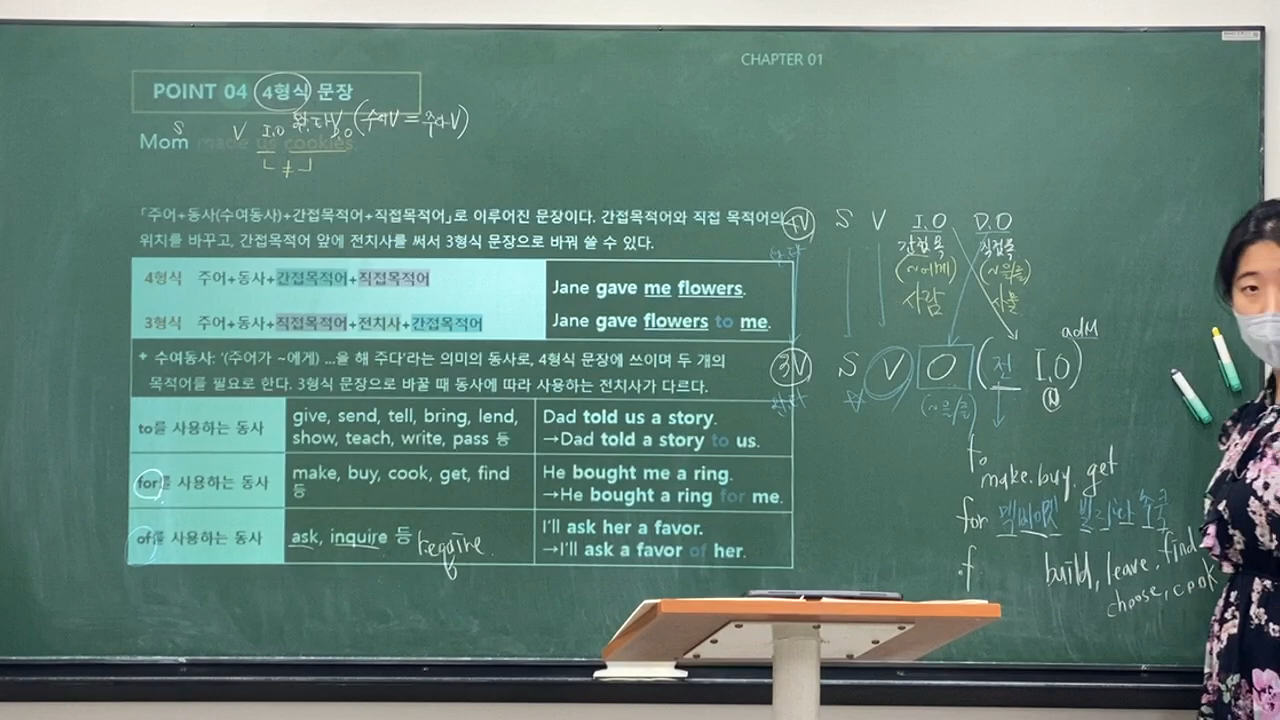 CHAPTER 01
POINT 04 4형식 문장
(수여V = 주다V)
S V I.O D.O
Mom made us cookies.
≠
「주어+동사(수여동사)+간접목적어+직접목적어」로 이루어진 문장이다. 간접목적어와 직접 목적어의
위치를 바꾸고, 간접목적어 앞에 전치사를 써서 3형식 문장으로 바꿔 쓸 수 있다.
4형식 주어+동사+간접목적어+직접목적어
Jane gave me flowers.
3형식 주어+동사+직접목적어+전치사+간접목적어
Jane gave flowers to me.
+ 수여동사: '(주어가 ~에게) …을 해 주다'라는 의미의 동사로, 4형식 문장에 쓰이며 두 개의
목적어를 필요로 한다. 3형식 문장으로 바꿀 때 동사에 따라 사용하는 전치사가 다르다.
to를 사용하는 동사
give, send, tell, bring, lend,
show, teach, write, pass 등
Dad told us a story.
→Dad told a story to us.
for를 사용하는 동사
make, buy, cook, get, find
등
He bought me a ring.
→He bought a ring for me.
of를 사용하는 동사
ask, inquire 등 require
I'll ask her a favor.
→I'll ask a favor of her.
4V S V I.O D.O
간접목 직접목
(~에게) (~을/를)
사람 사물
adM
3V S V O (전 I.O)
N
(~을/를)
to
make. buy. get
for
of build, leave. find
choose, cook